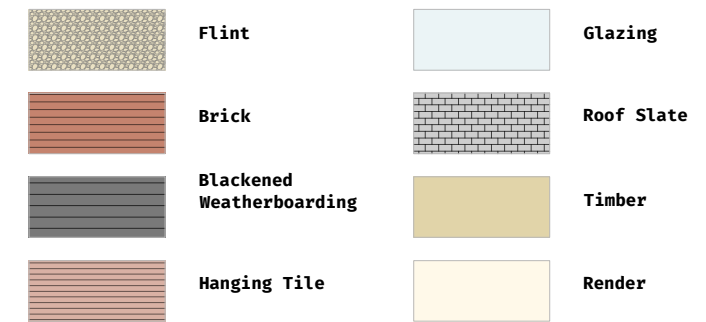 Flint
Glazing
Brick
Roof Slate
Blackened
Weatherboarding
Timber
Hanging Tile
Render